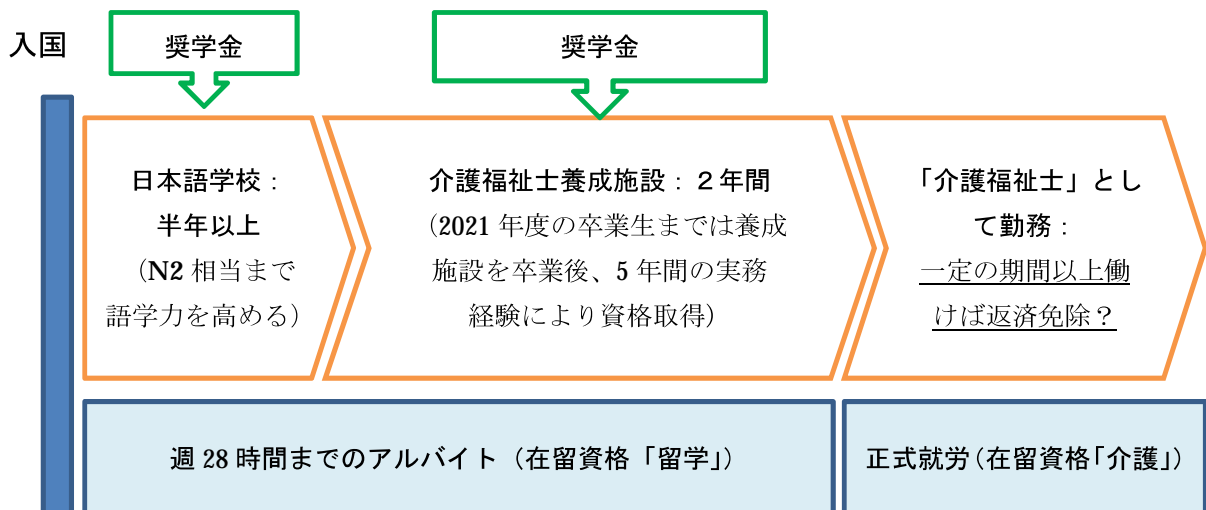 入国
奨学金
奨学金
日本語学校：
半年以上
（N2 相当まで
語学力を高める）
介護福祉士養成施設：２年間
（2021 年度の卒業生までは養成
施設を卒業後、5 年間の実務
経験により資格取得）
「介護福祉士」とし
て勤務：
一定の期間以上働
けば返済免除？
週 28 時間までのアルバイト（在留資格「留学」）
正式就労（在留資格「介護」）